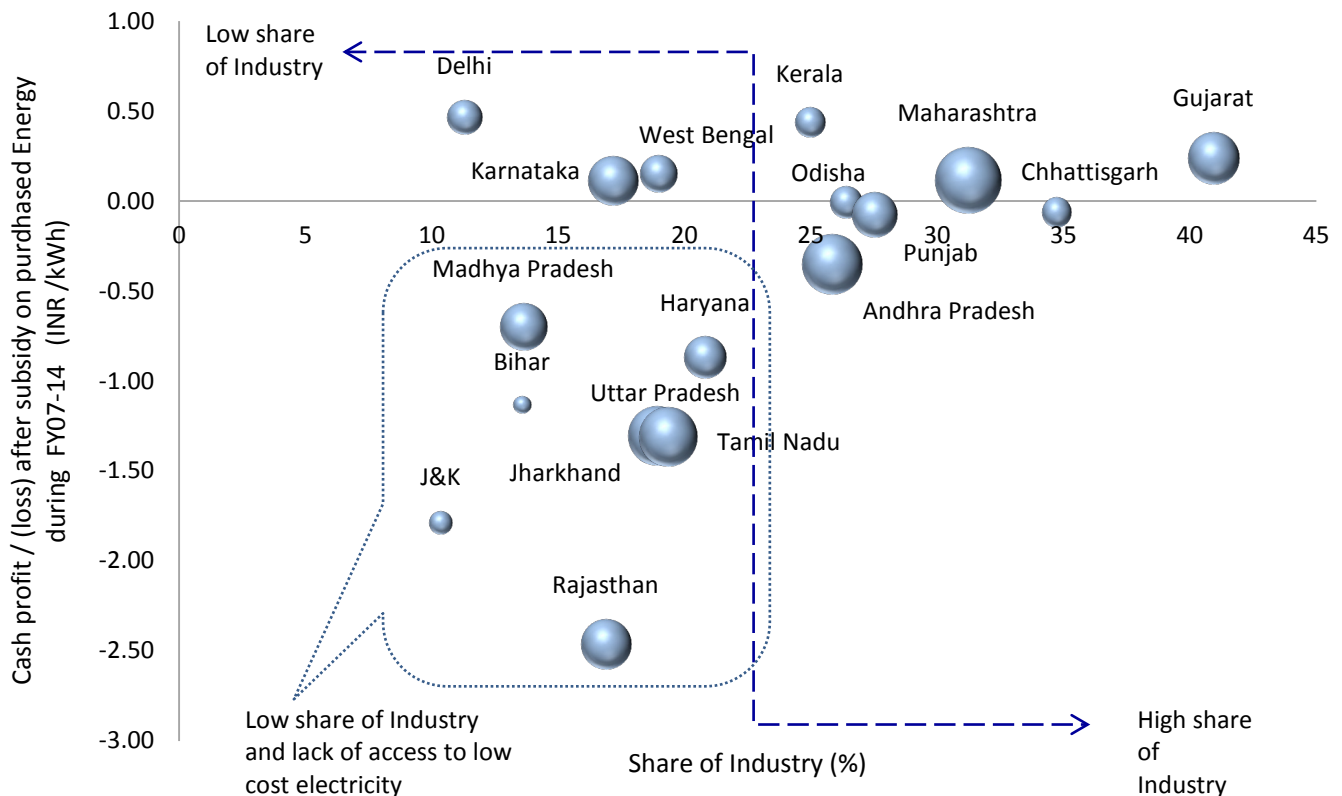 Cash profit / (loss) after subsidy on purdhased Energy
during FY07-14 (INR /kWh)
1.00
0.50
0.00
-0.50
-1.00
-1.50
-2.00
-2.50
-3.00
Low share
of Industry
Delhi
Kerala
Maharashtra
Gujarat
West Bengal
Karnataka
Odisha
Chhattisgarh
0
5
10
15
20
25
30
35
40
45
Punjab
Madhya Pradesh
Haryana
Andhra Pradesh
Bihar
Uttar Pradesh
Tamil Nadu
Jharkhand
J&K
Rajasthan
Low share of Industry
and lack of access to low
cost electricity
Share of Industry (%)
High share
of
Industry